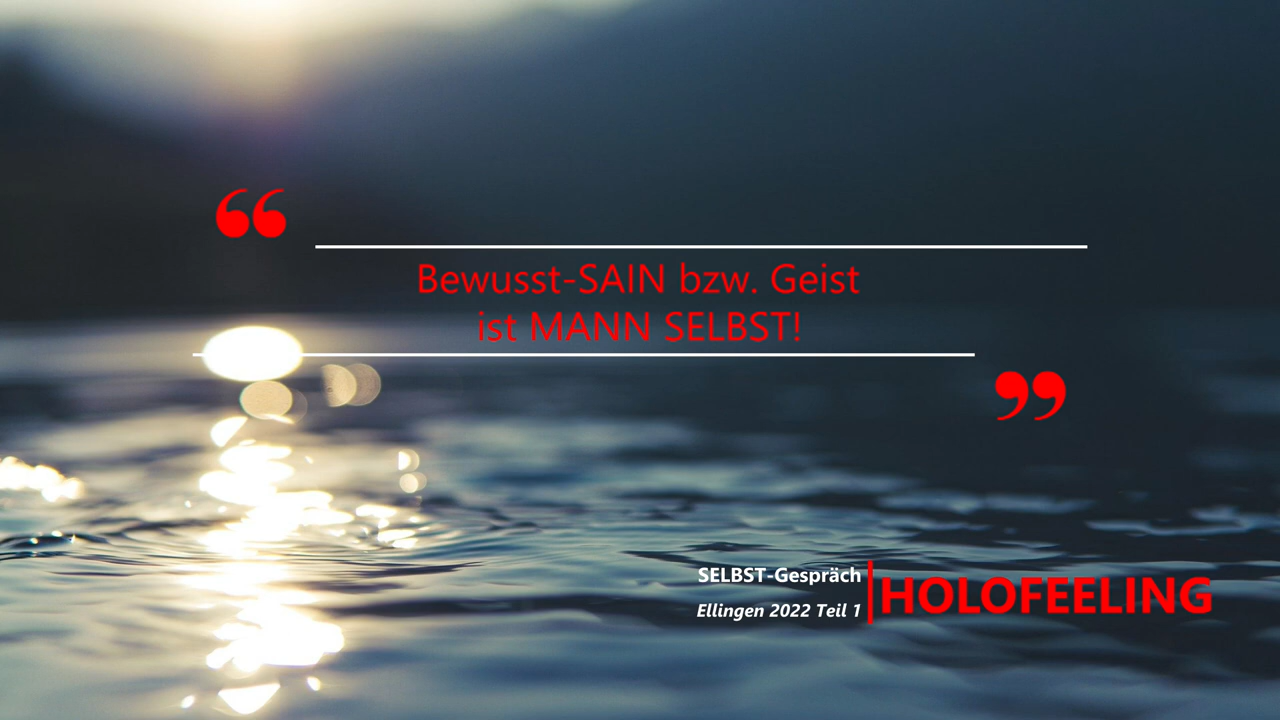 “
Bewusst-SAIN bzw. Geist
ist MANN SELBST!
”
SELBST-Gespräch
Ellingen 2022 Teil 1
HOLOFEELING